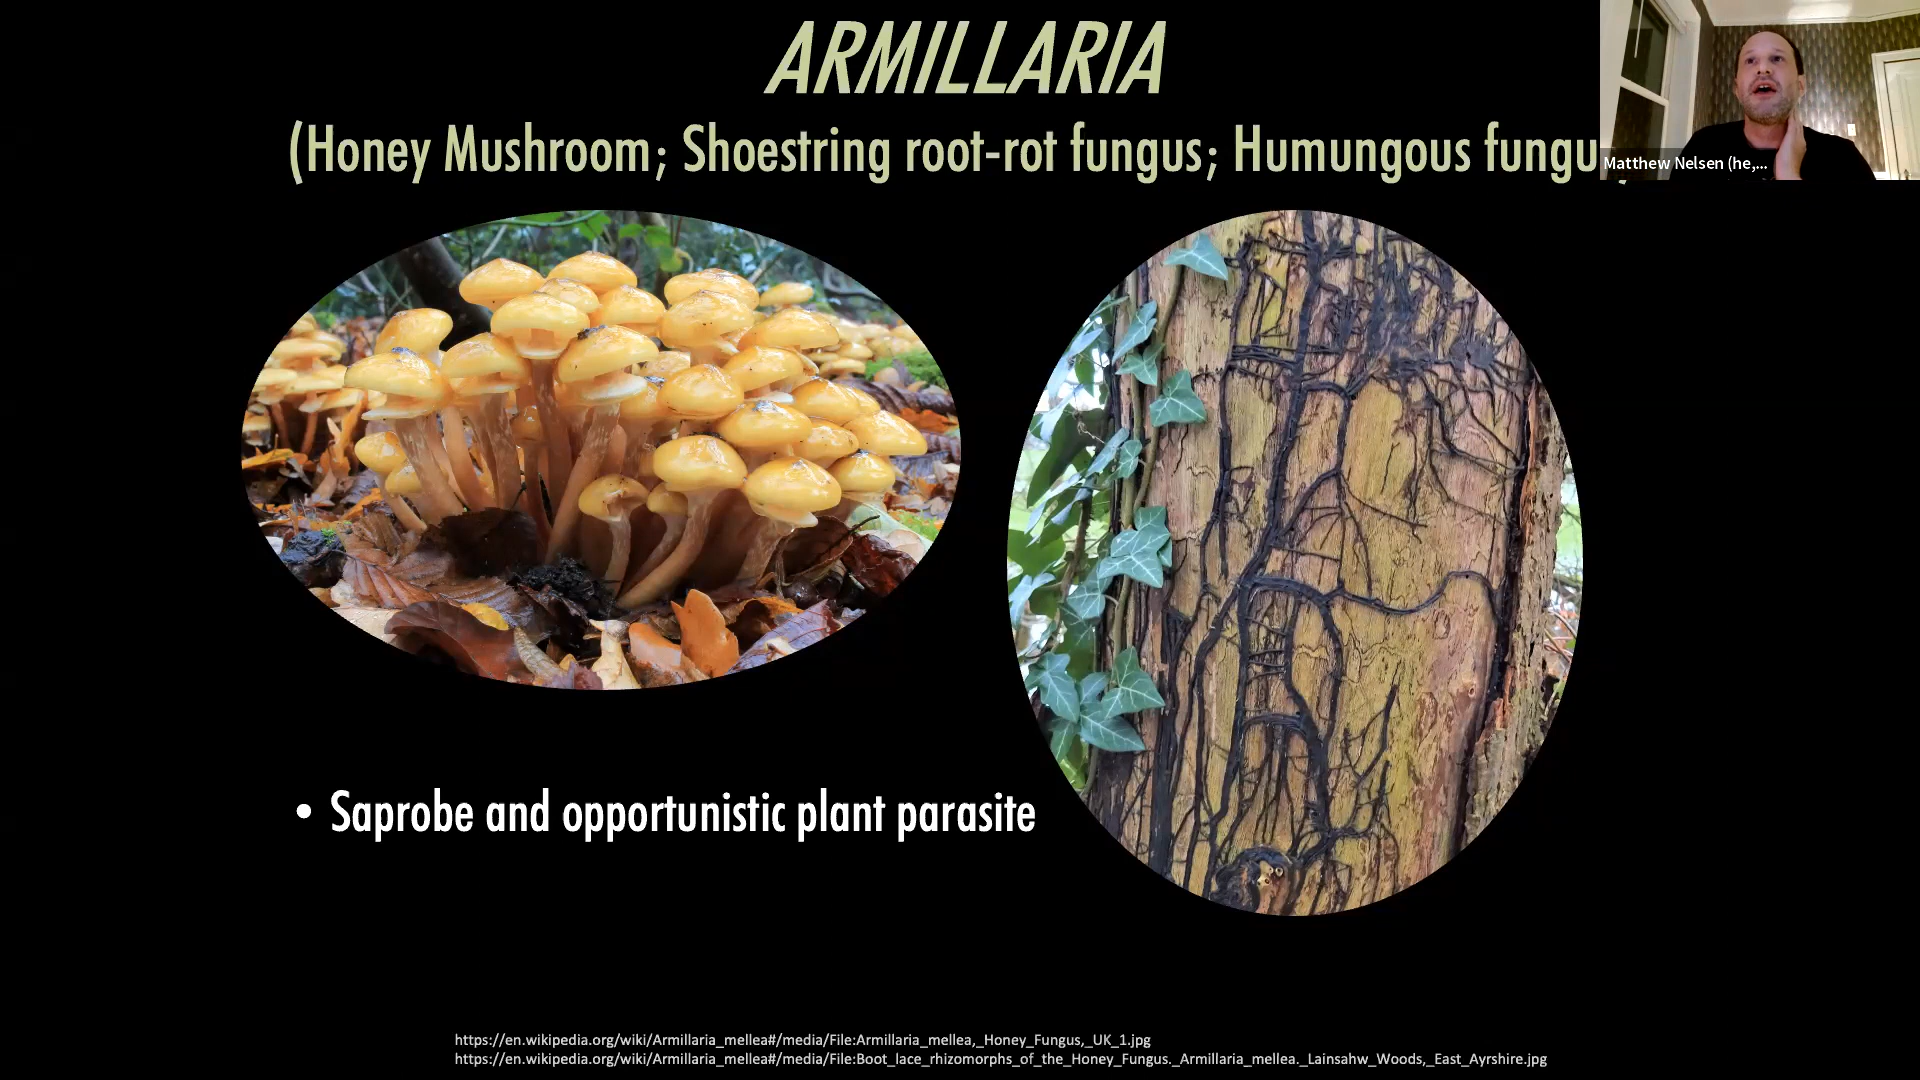 ARMILLARIA
(Honey Mushroom; Shoestring root-rot fungus; Humungous fungu
Matthew Nelsen (he,...
• Saprobe and opportunistic plant parasite
https://en.wikipedia.org/wiki/Armillaria_mellea#/media/File:Armillaria_mellea,_Honey_Fungus,_UK_1.jpg
https://en.wikipedia.org/wiki/Armillaria_mellea#/media/File:Boot_lace_rhizomorphs_of_the_Honey_Fungus._Armillaria_mellea._Lainsahw_Woods,_East_Ayrshire.jpg